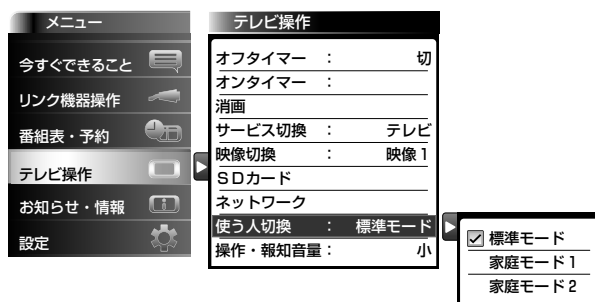 メニュー
今すぐできること
リンク機器操作
番組表・予約
テレビ操作
お知らせ・情報
設定
テレビ操作
オフタイマー ： 切
オンタイマー ：
消画
サービス切換 ： テレビ
映像切換 ： 映像１
ＳＤカード
ネットワーク
使う人切換 ： 標準モード
操作・報知音量： 小
標準モード
家庭モード１
家庭モード２